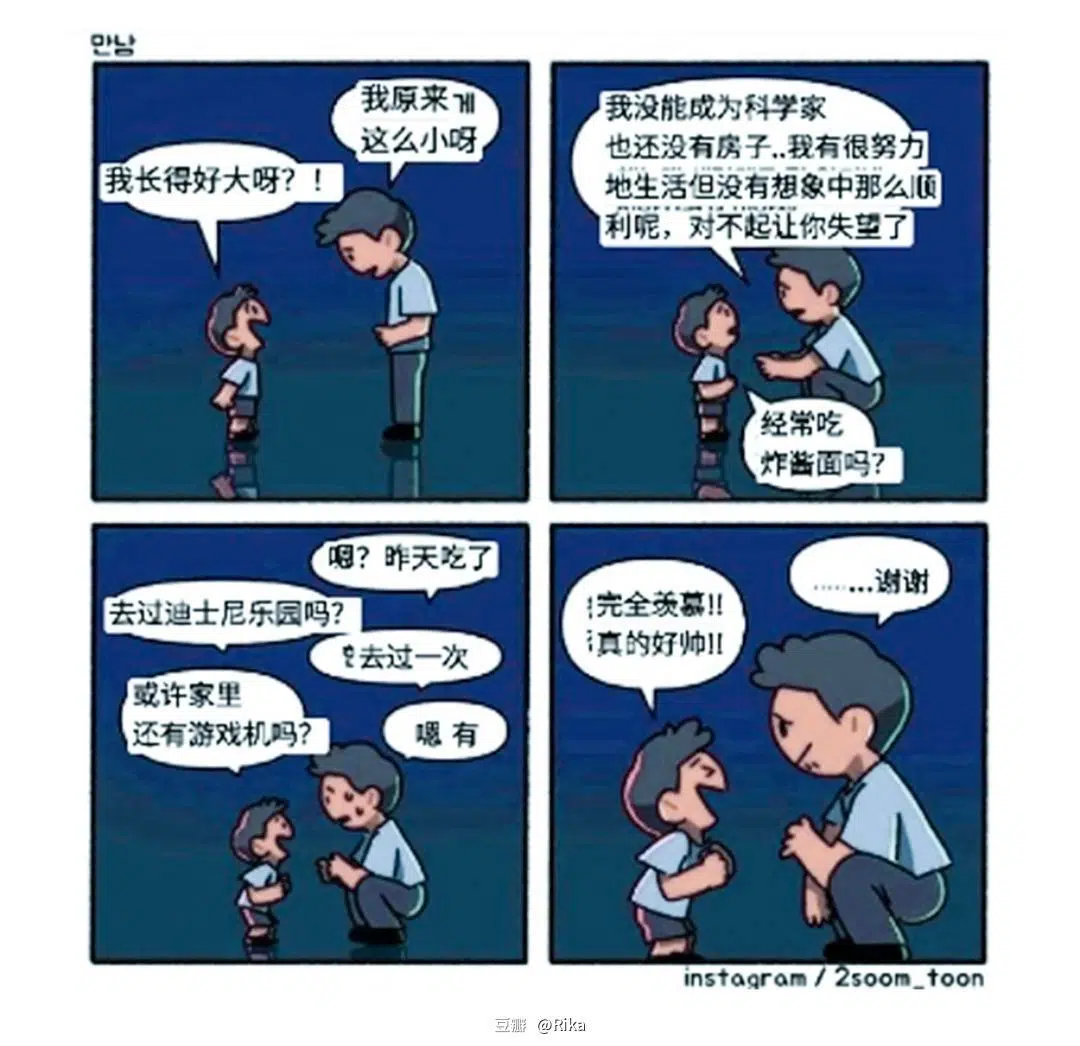 만남
我长得好大呀？！
我原来게
这么小呀
我没能成为科学家
也还没有房子..我有很努力
地生活但没有想象中那么顺
利呢，对不起让你失望了
经常吃
炸酱面吗？
嗯？昨天吃了
去过迪士尼乐园吗？
去过一次
或许家里
还有游戏机吗？
嗯 有
完全羡慕!!
真的好帅!!
.........谢谢
instagram / 2soom_toon
豆瓣 @Rika